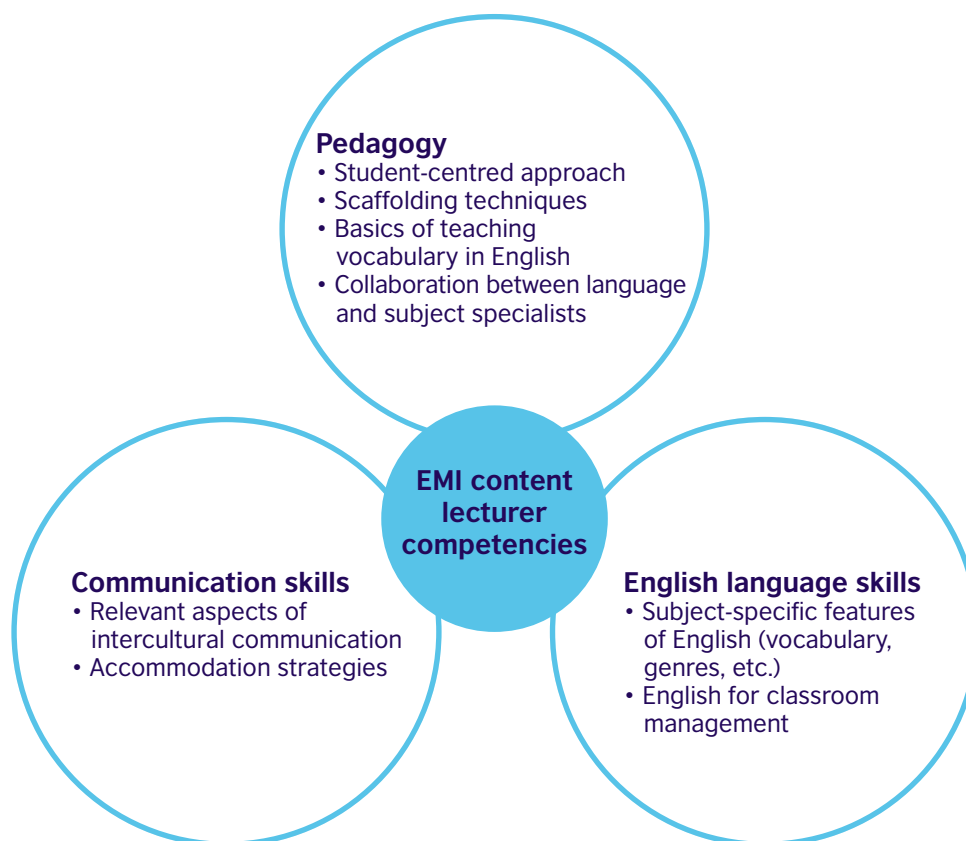 Pedagogy
• Student-centred approach
• Scaffolding techniques
• Basics of teaching
vocabulary in English
• Collaboration between language
and subject specialists
EMI content
lecturer
competencies
Communication skills
• Relevant aspects of
intercultural communication
• Accommodation strategies
English language skills
• Subject-specific features
of English (vocabulary,
genres, etc.)
• English for classroom
management